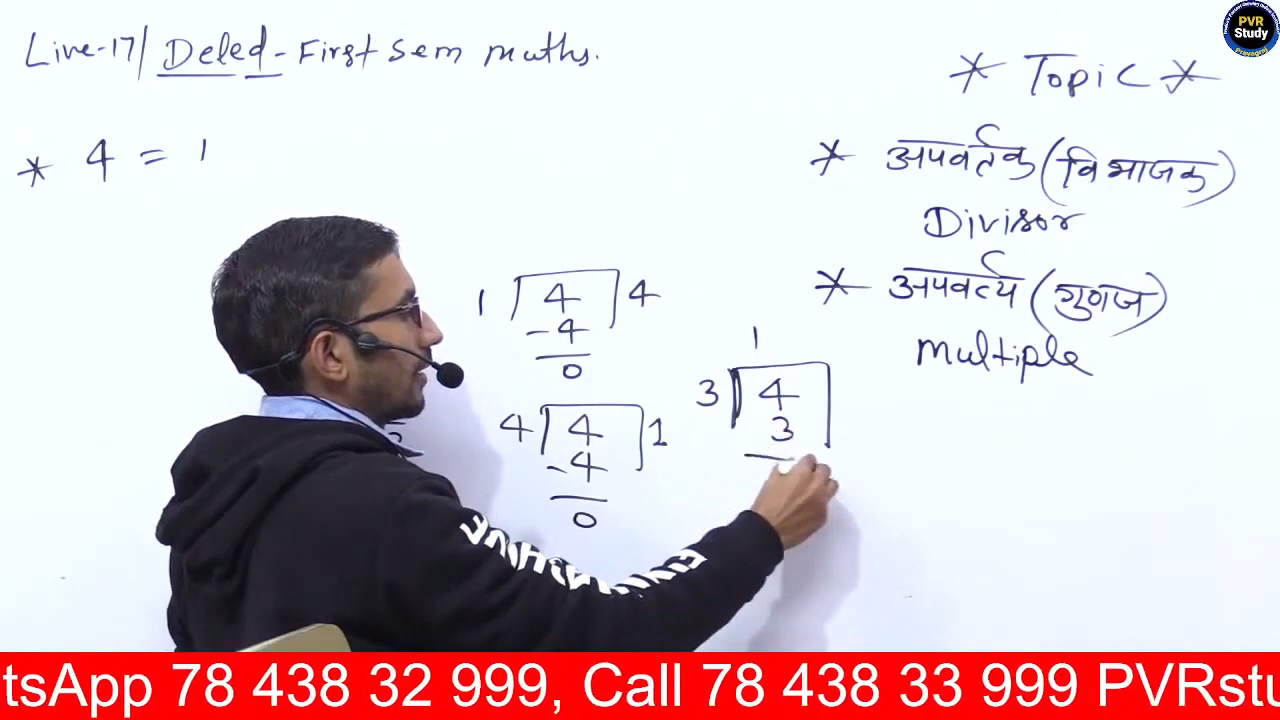 Live-17/ Deled-First Sem maths.
* Topic *
* 4 = 1
* अपवर्तक (विभाजक)
Divisor
* अपवर्त्य (गुणज)
multiple
1 4 4
-4
0
4 4 1
-4
0
1
3 4
3
PVR
Study
Prayagraj
tsApp 78 438 32 999, Call 78 438 33 999 PVRstu